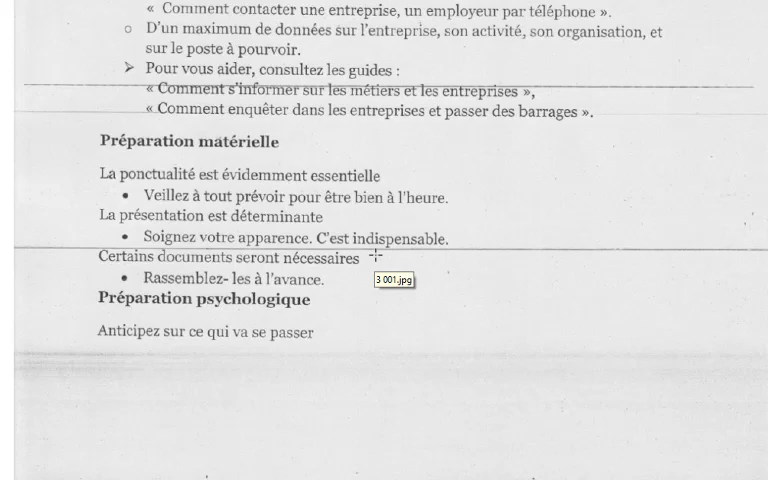 « Comment contacter une entreprise, un employeur par téléphone ».
o D'un maximum de données sur l'entreprise, son activité, son organisation, et
sur le poste à pourvoir.
➢ Pour vous aider, consultez les guides :
« Comment s'informer sur les métiers et les entreprises »,
« Comment enquêter dans les entreprises et passer des barrages ».
Préparation matérielle
La ponctualité est évidemment essentielle
• Veillez à tout prévoir pour être bien à l'heure.
La présentation est déterminante
• Soignez votre apparence. C'est indispensable.
Certains documents seront nécessaires
3 001.jpg
• Rassemblez- les à l'avance.
Préparation psychologique
Anticipez sur ce qui va se passer